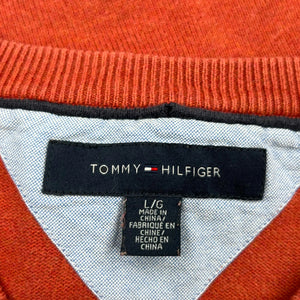 TOMMY HILFIGER
L/G
MADE IN
CHINA/
FABRIQUÉ EN
CHINE/
HECHO EN
CHINA